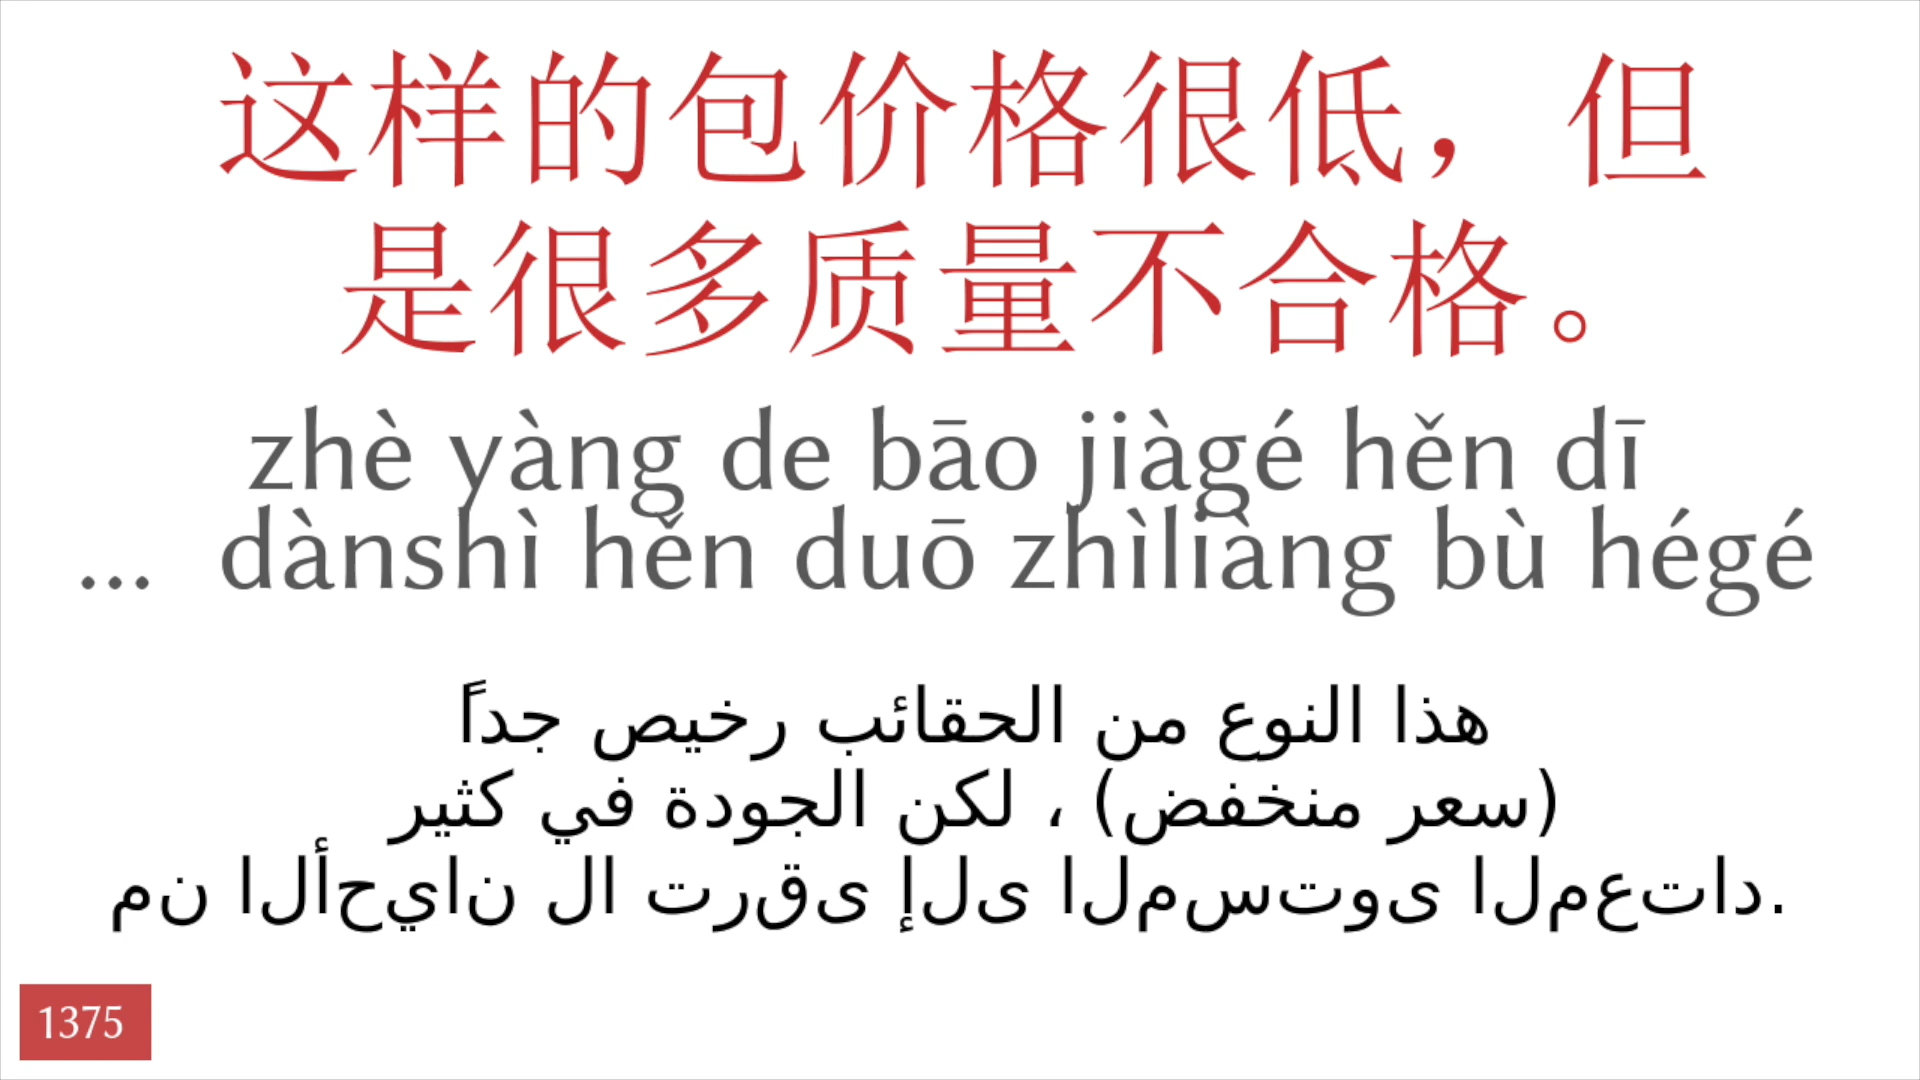 这样的包价格很低，但
是很多质量不合格。
zhè yàng de bāo jiàgé hěn dī
... dànshì hěn duō zhìliàng bù hégé
هذا النوع من الحقائب رخيص جداً
(سعر منخفض) ، لكن الجودة في كثير
من الأحيان لا ترقى إلى المستوى المعتاد.
1375